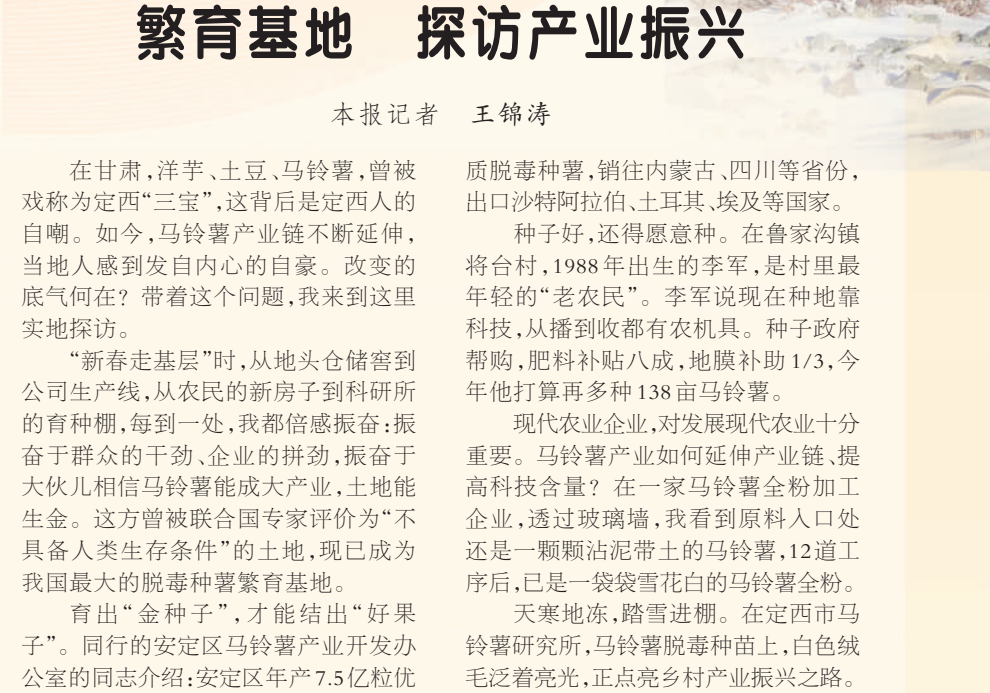 繁育基地 探访产业振兴
本报记者 王锦涛
在甘肃,洋芋、土豆、马铃薯,曾被
戏称为定西“三宝”,这背后是定西人的
自嘲。如今,马铃薯产业链不断延伸,
当地人感到发自内心的自豪。改变的
底气何在?带着这个问题,我来到这里
实地探访。
“新春走基层”时,从地头仓储窖到
公司生产线,从农民的新房子到科研所
的育种棚,每到一处,我都倍感振奋:振
奋于群众的干劲、企业的拼劲,振奋于
大伙儿相信马铃薯能成大产业,土地能
生金。这方曾被联合国专家评价为“不
具备人类生存条件”的土地,现已成为
我国最大的脱毒种薯繁育基地。
育出“金种子”,才能结出“好果
子”。同行的安定区马铃薯产业开发办
公室的同志介绍:安定区年产7.5亿粒优
质脱毒种薯,销往内蒙古、四川等省份,
出口沙特阿拉伯、土耳其、埃及等国家。
种子好,还得愿意种。在鲁家沟镇
将台村,1988年出生的李军,是村里最
年轻的“老农民”。李军说现在种地靠
科技,从播到收都有农机具。种子政府
帮购,肥料补贴八成,地膜补助1/3,今
年他打算再多种138亩马铃薯。
现代农业企业,对发展现代农业十分
重要。马铃薯产业如何延伸产业链、提
高科技含量?在一家马铃薯全粉加工
企业,透过玻璃墙,我看到原料入口处
还是一颗颗沾泥带土的马铃薯,12道工
序后,已是一袋袋雪花白的马铃薯全粉。
天寒地冻,踏雪进棚。在定西市马
铃薯研究所,马铃薯脱毒种苗上,白色绒
毛泛着亮光,正点亮乡村产业振兴之路。